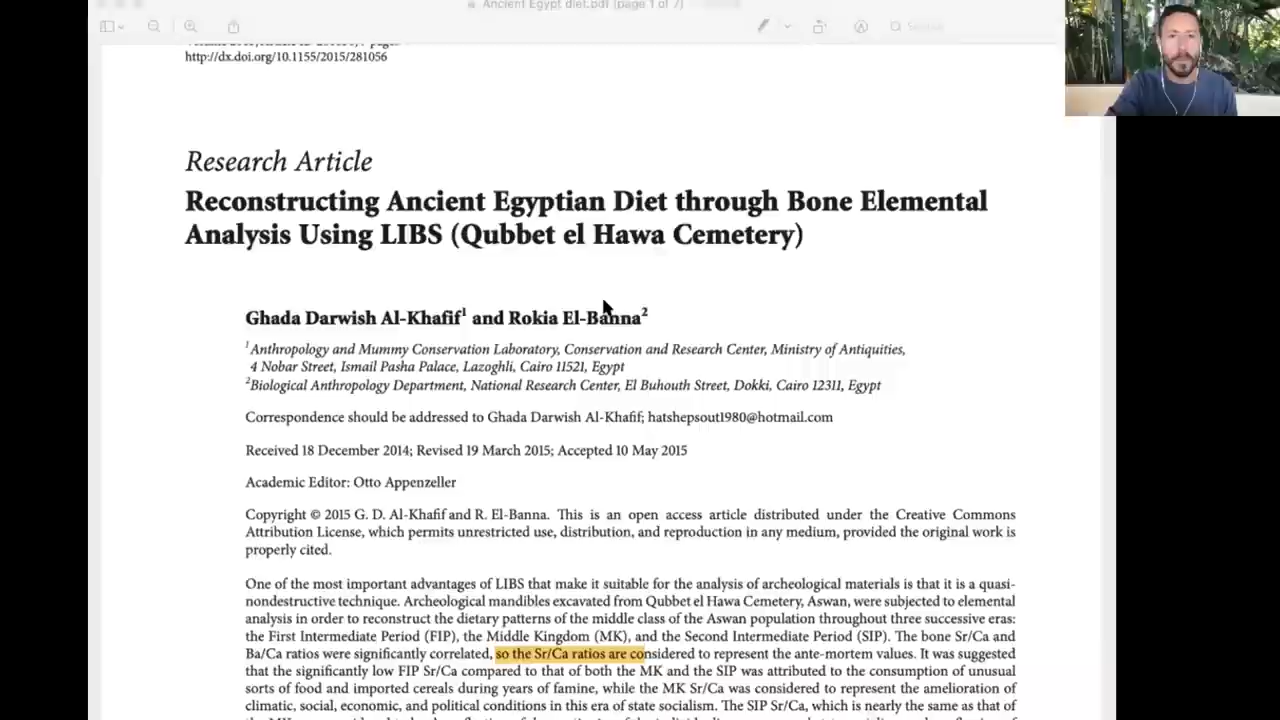 Ancient Egypt diet.pdf (page 1 of 7)
Search
http://dx.doi.org/10.1155/2015/281056
Research Article
Reconstructing Ancient Egyptian Diet through Bone Elemental
Analysis Using LIBS (Qubbet el Hawa Cemetery)
Ghada Darwish Al-Khafif1 and Rokia El-Banna2
1Anthropology and Mummy Conservation Laboratory, Conservation and Research Center, Ministry of Antiquities,
4 Nobar Street, Ismail Pasha Palace, Lazoghli, Cairo 11521, Egypt
2Biological Anthropology Department, National Research Center, El Buhouth Street, Dokki, Cairo 12311, Egypt
Correspondence should be addressed to Ghada Darwish Al-Khafif; hatshepsout1980@hotmail.com
Received 18 December 2014; Revised 19 March 2015; Accepted 10 May 2015
Academic Editor: Otto Appenzeller
Copyright © 2015 G. D. Al-Khafif and R. El-Banna. This is an open access article distributed under the Creative Commons
Attribution License, which permits unrestricted use, distribution, and reproduction in any medium, provided the original work is
properly cited.
One of the most important advantages of LIBS that make it suitable for the analysis of archeological materials is that it is a quasi-
nondestructive technique. Archeological mandibles excavated from Qubbet el Hawa Cemetery, Aswan, were subjected to elemental
analysis in order to reconstruct the dietary patterns of the middle class of the Aswan population throughout three successive eras:
the First Intermediate Period (FIP), the Middle Kingdom (MK), and the Second Intermediate Period (SIP). The bone Sr/Ca and
Ba/Ca ratios were significantly correlated, so the Sr/Ca ratios are considered to represent the ante-mortem values. It was suggested
that the significantly low FIP Sr/Ca compared to that of both the MK and the SIP was attributed to the consumption of unusual
sorts of food and imported cereals during years of famine, while the MK Sr/Ca was considered to represent the amelioration of
climatic, social, economic, and political conditions in this era of state socialism. The SIP Sr/Ca, which is nearly the same as that of